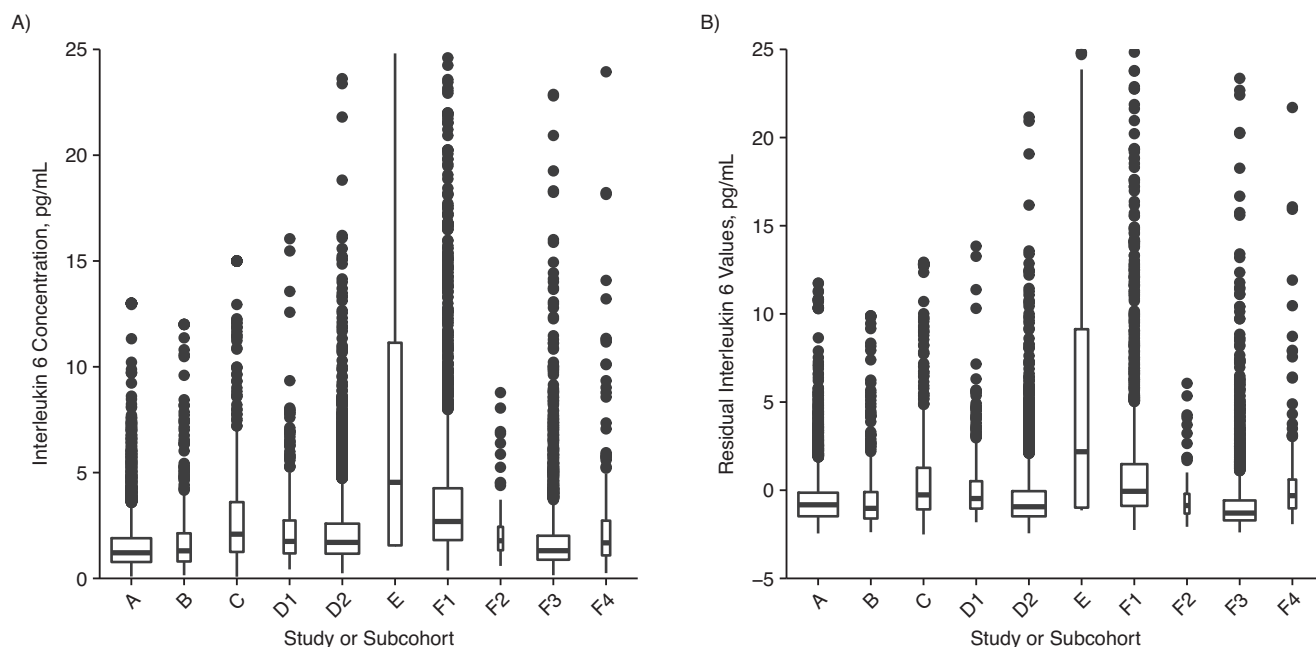 A)
Interleukin 6 Concentration, pg/mL
25
20
15
10
5
0
A
B
C
D1
D2
E
F1
F2
F3
F4
Study or Subcohort
B)
Residual Interleukin 6 Values, pg/mL
25
20
15
10
5
0
−5
A
B
C
D1
D2
E
F1
F2
F3
F4
Study or Subcohort